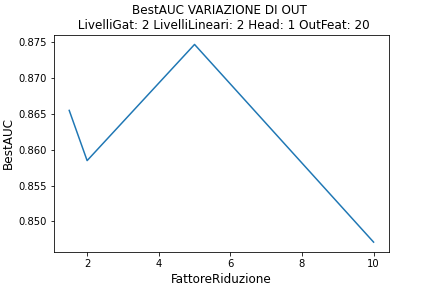 BestAUC VARIAZIONE DI OUT
LivelliGat: 2 LivelliLineari: 2 Head: 1 OutFeat: 20
0.875
0.870
0.865
0.860
0.855
0.850
BestAUC
2
4
6
8
10
FattoreRiduzione